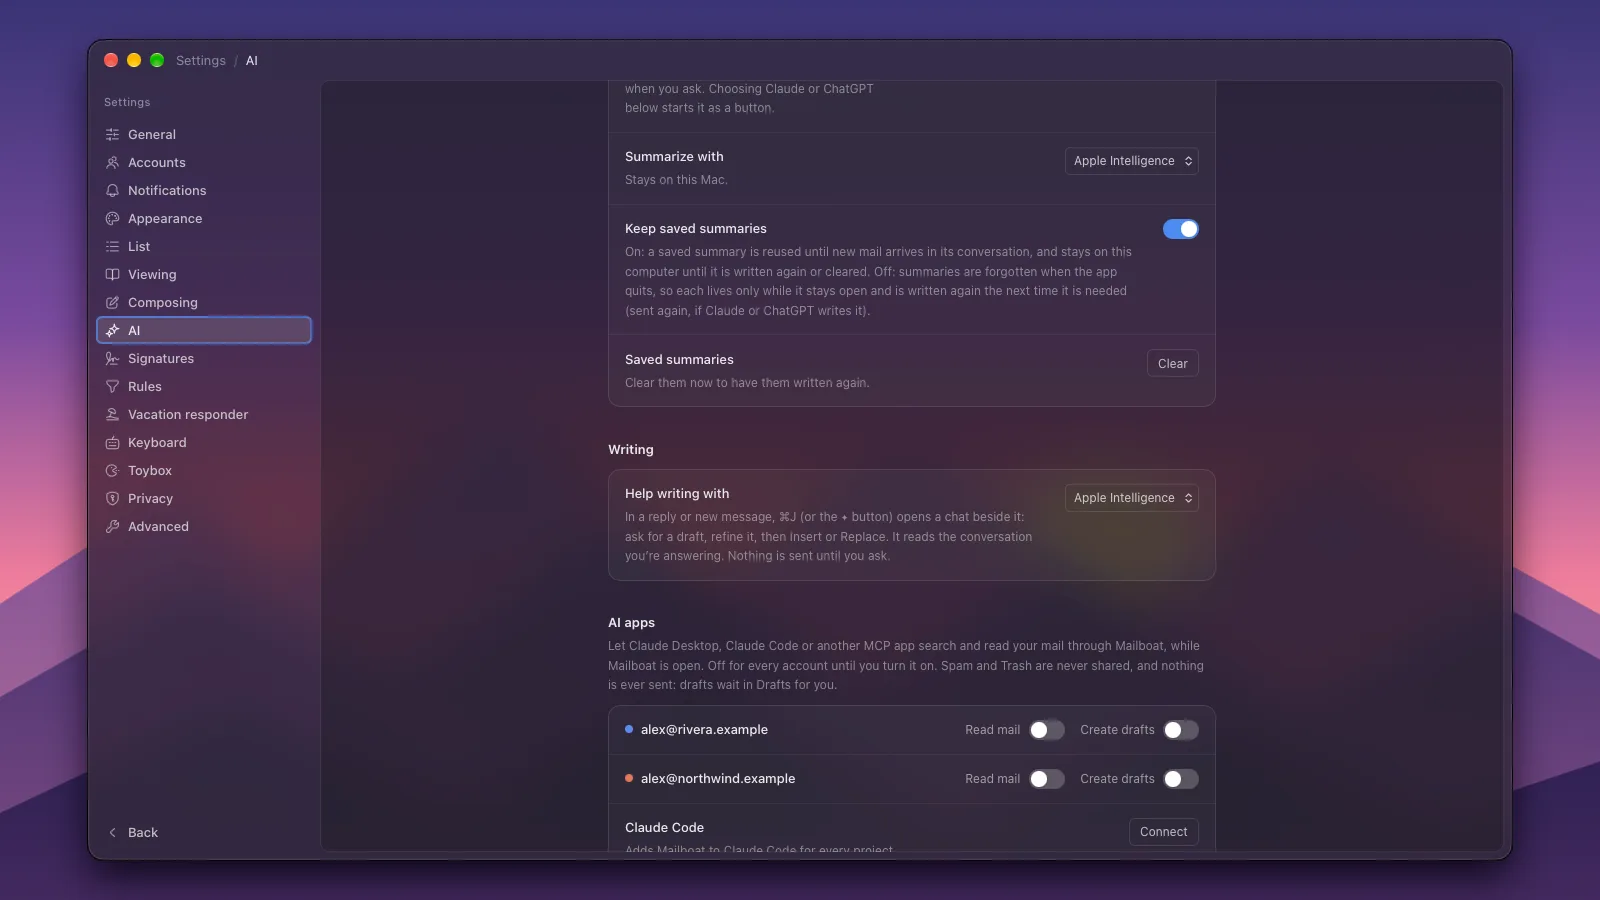 Settings / AI
Settings
General
Accounts
Notifications
Appearance
List
Viewing
Composing
AI
Signatures
Rules
Vacation responder
Keyboard
Toybox
Privacy
Advanced
Back
when you ask. Choosing Claude or ChatGPT
below starts it as a button.
Summarize with
Apple Intelligence
Stays on this Mac.
Keep saved summaries
On: a saved summary is reused until new mail arrives in its conversation, and stays on this
computer until it is written again or cleared. Off: summaries are forgotten when the app
quits, so each lives only while it stays open and is written again the next time it is needed
(sent again, if Claude or ChatGPT writes it).
Saved summaries
Clear
Clear them now to have them written again.
Writing
Help writing with
Apple Intelligence
In a reply or new message, ⌘J (or the ✦ button) opens a chat beside it:
ask for a draft, refine it, then Insert or Replace. It reads the conversation
you're answering. Nothing is sent until you ask.
AI apps
Let Claude Desktop, Claude Code or another MCP app search and read your mail through Mailboat, while
Mailboat is open. Off for every account until you turn it on. Spam and Trash are never shared, and nothing
is ever sent: drafts wait in Drafts for you.
alex@rivera.example Read mail Create drafts
alex@northwind.example Read mail Create drafts
Claude Code
Connect
Adds Mailboat to Claude Code for every project